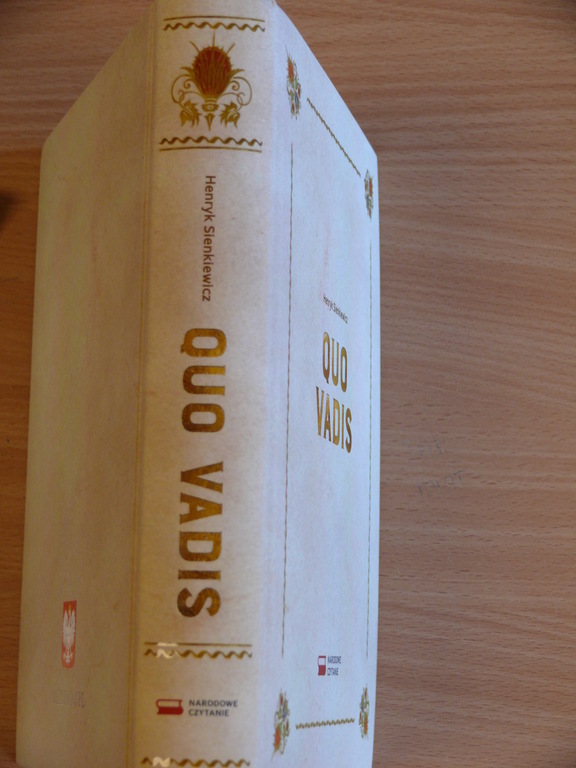 Henryk Sienkiewicz
QUO VADIS
NARODOWE
CZYTANIE
Henryk Sienkiewicz
QUO
VADIS
NARODOWE
CZYTANIE